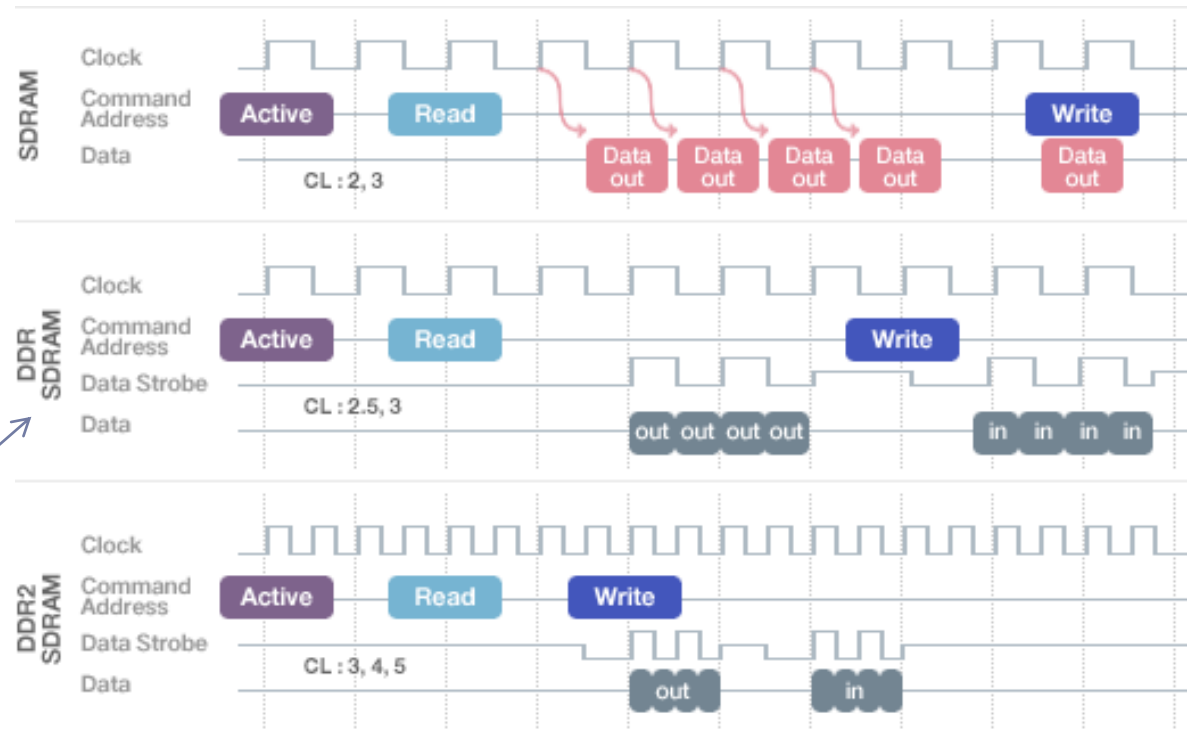 SDRAM
Clock
Command
Address
Active
Read
Write
Data
Data
out
Data
out
Data
out
Data
out
Data
out
CL : 2, 3
DDR
SDRAM
Clock
Command
Address
Active
Read
Write
Data Strobe
CL : 2.5, 3
Data
out out out out
in in in in
DDR2
SDRAM
Clock
Command
Address
Active
Read
Write
Data Strobe
CL : 3, 4, 5
Data
out
in